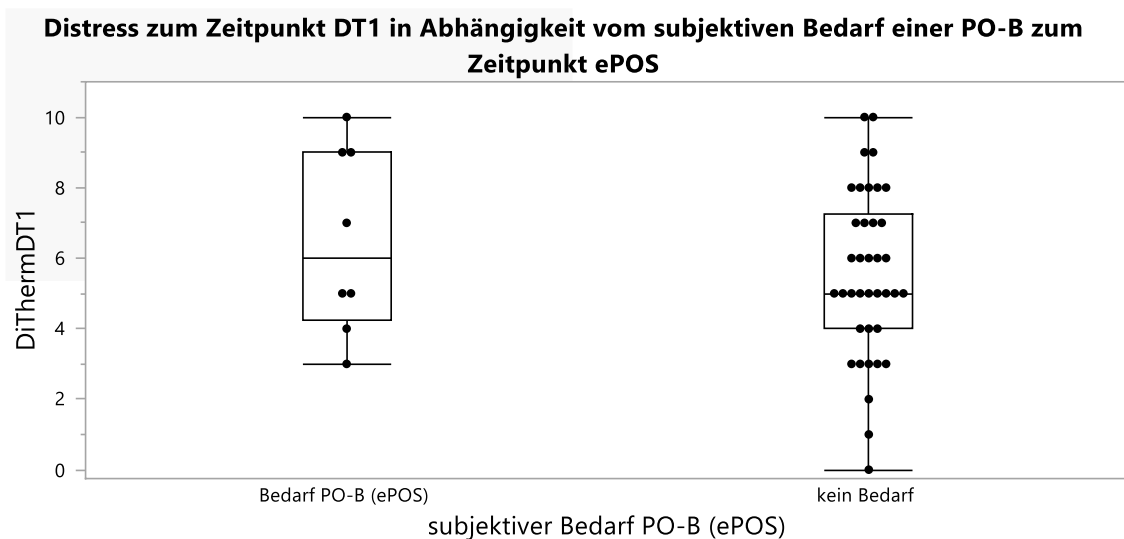 Distress zum Zeitpunkt DT1 in Abhängigkeit vom subjektiven Bedarf einer PO-B zum
Zeitpunkt ePOS
DiThermDT1
10
8
6
4
2
0
Bedarf PO-B (ePOS)
kein Bedarf
subjektiver Bedarf PO-B (ePOS)